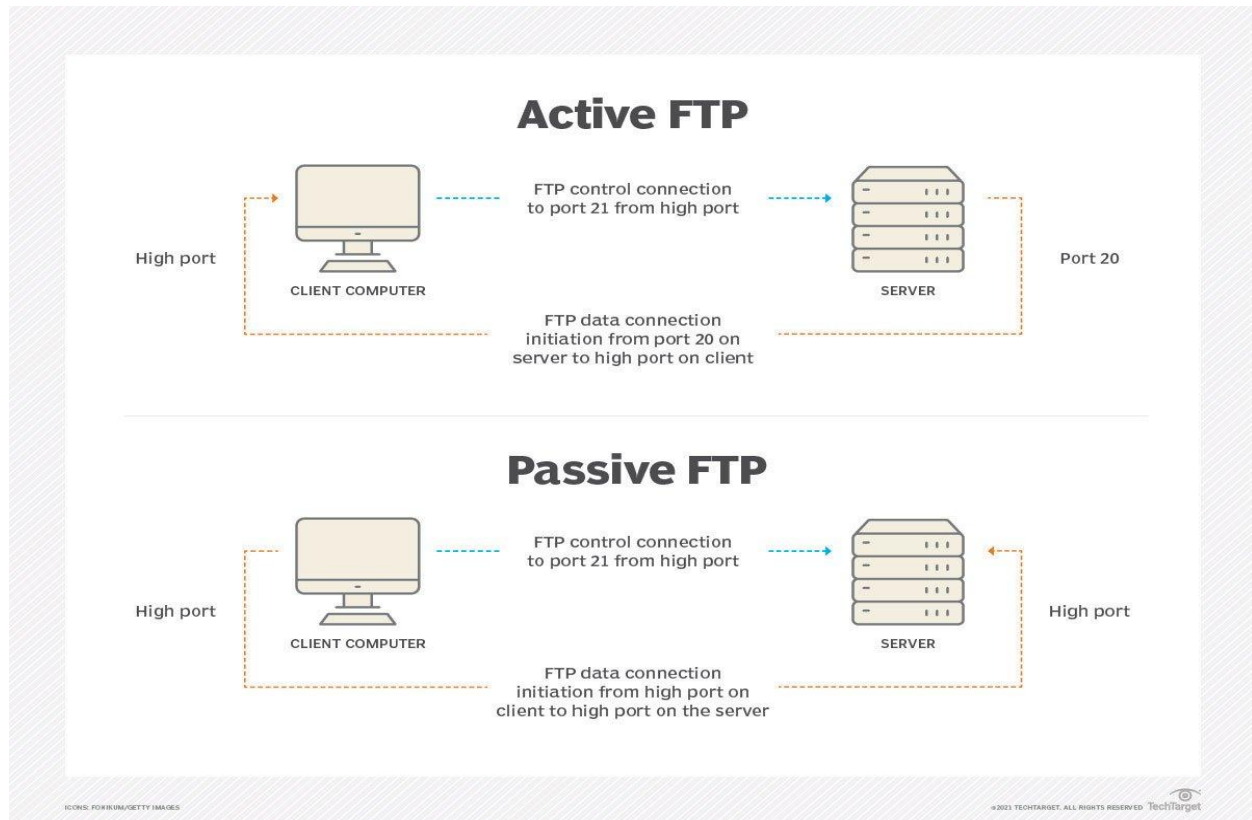 Active FTP
FTP control connection
to port 21 from high port
High port
Port 20
CLIENT COMPUTER
SERVER
FTP data connection
initiation from port 20 on
server to high port on client
Passive FTP
FTP control connection
to port 21 from high port
High port
High port
CLIENT COMPUTER
SERVER
FTP data connection
initiation from high port on
client to high port on the server
ICONS: FONIKUM/GETTY IMAGES
©2021 TECHTARGET. ALL RIGHTS RESERVED TechTarget